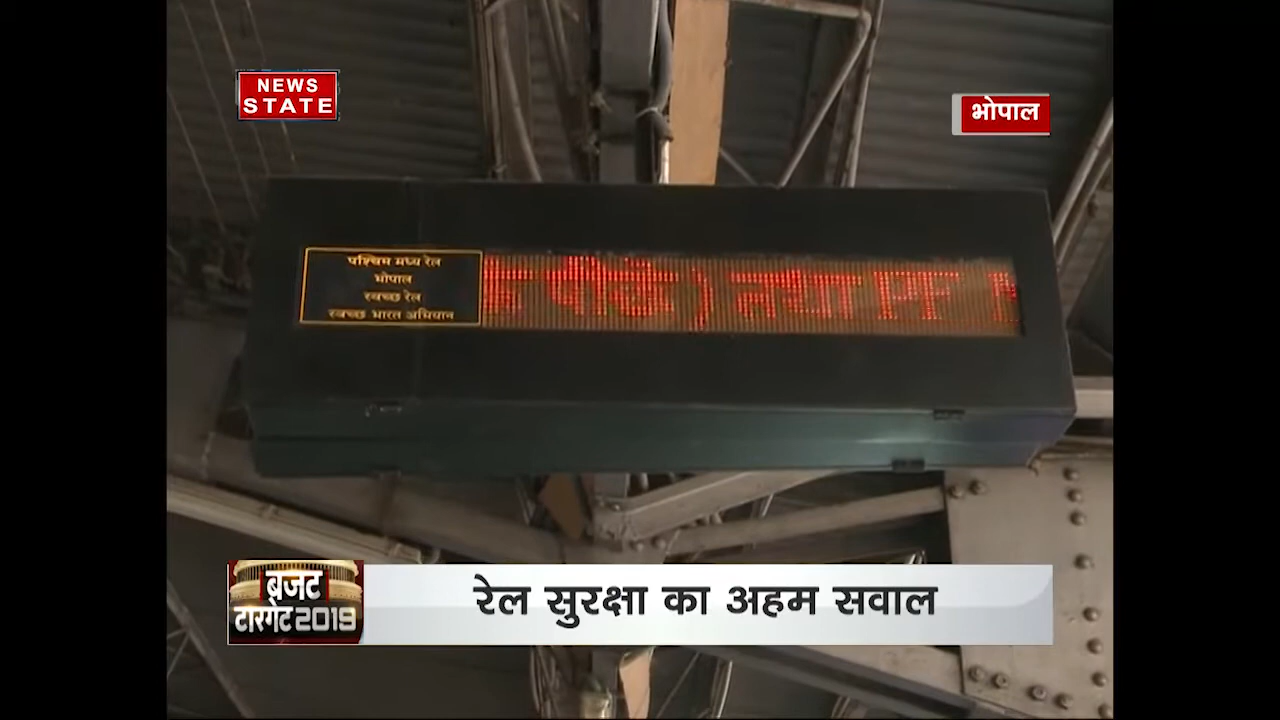 NEWS
STATE
भोपाल
पश्चिम मध्य रेल
भोपाल
स्वच्छ रेल
स्वच्छ भारत अभियान
पीछे) तथा PF
बजट
टारगेट 2019
रेल सुरक्षा का अहम सवाल